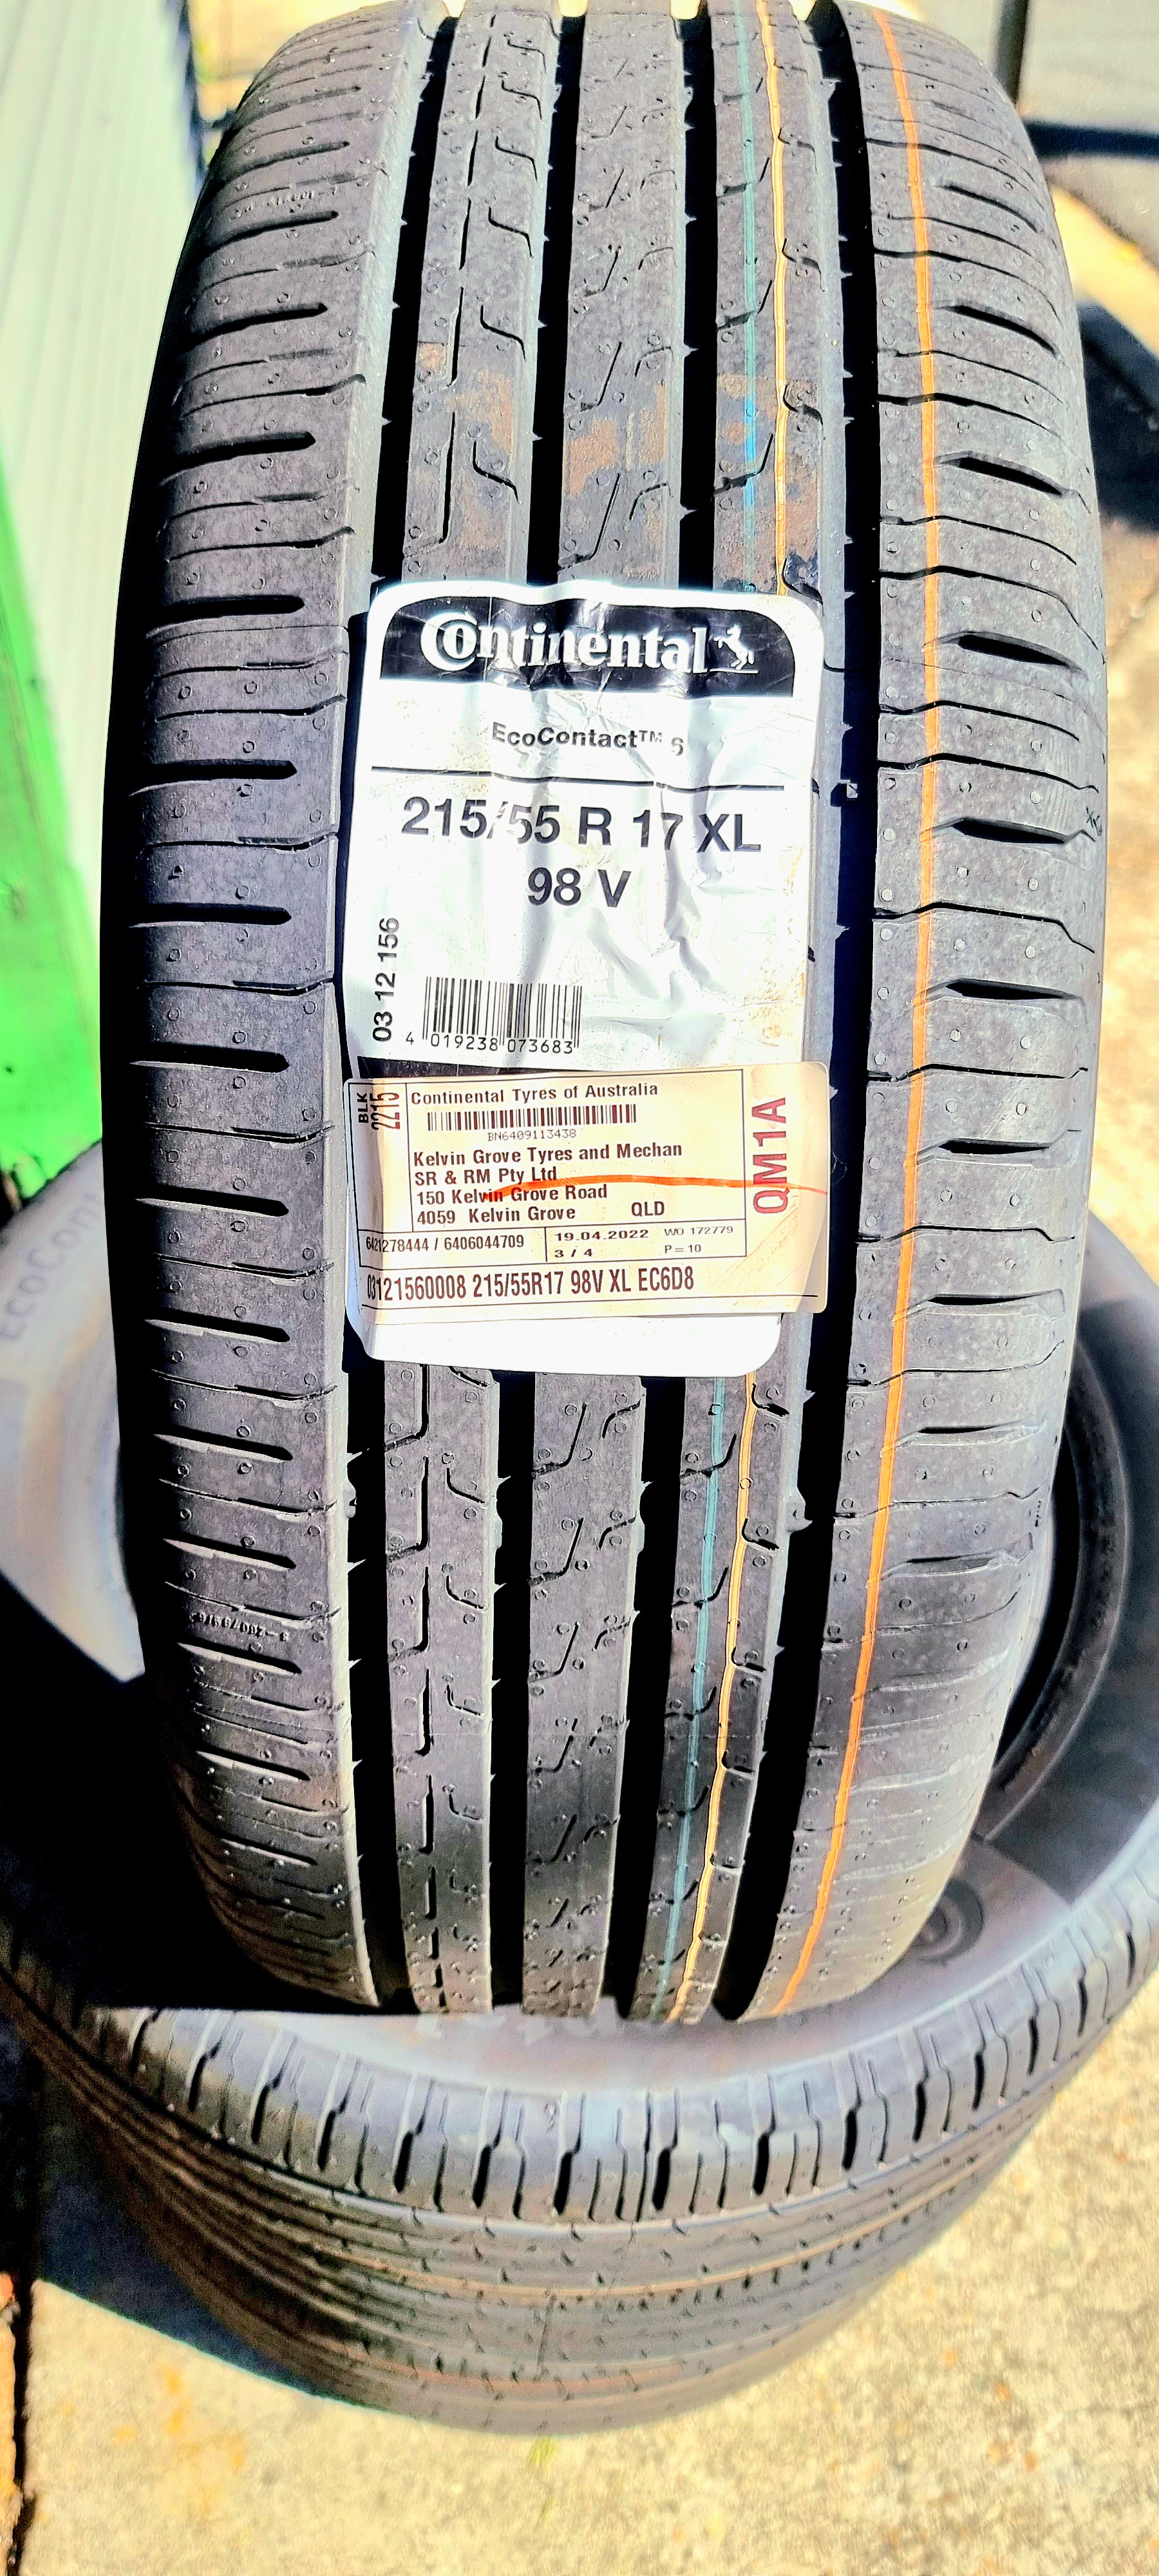 Continental
EcoContact™ 6
215/55 R 17 XL
98 V
03 12 156
4 019238 073683
BLK
2215
Continental Tyres of Australia
BN6409113438
Kelvin Grove Tyres and Mechan
SR & RM Pty Ltd
150 Kelvin Grove Road
4059 Kelvin Grove QLD
QM1A
6421278444 / 6406044709
19.04.2022 WO 172779
3 / 4 P = 10
03121560008 215/55R17 98V XL EC6D8